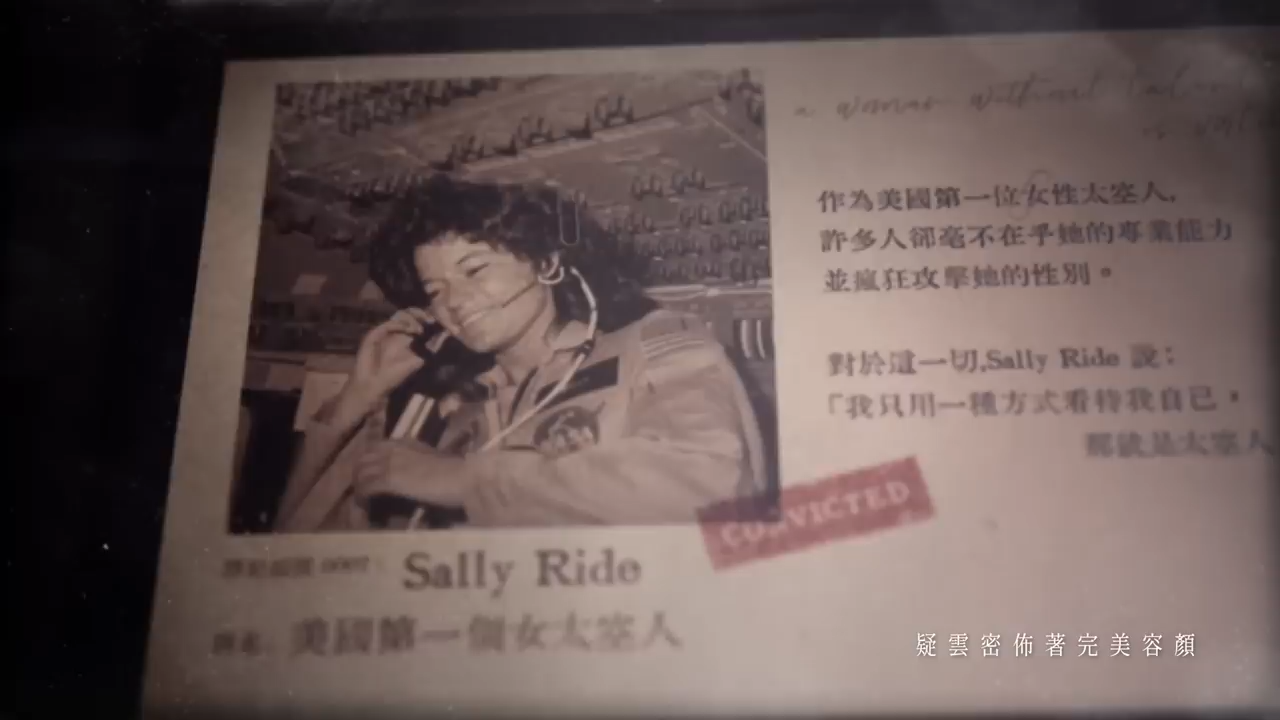 a woman without
作為美國第一位女性太空人,
許多人卻毫不在乎她的專業能力
並瘋狂攻擊她的性別。
對於這一切,Sally Ride 說:
「我只用一種方式看待我自己,
那就是太空人
CONVICTED
Sally Ride
美國第一個女太空人
疑雲密佈著完美容顏